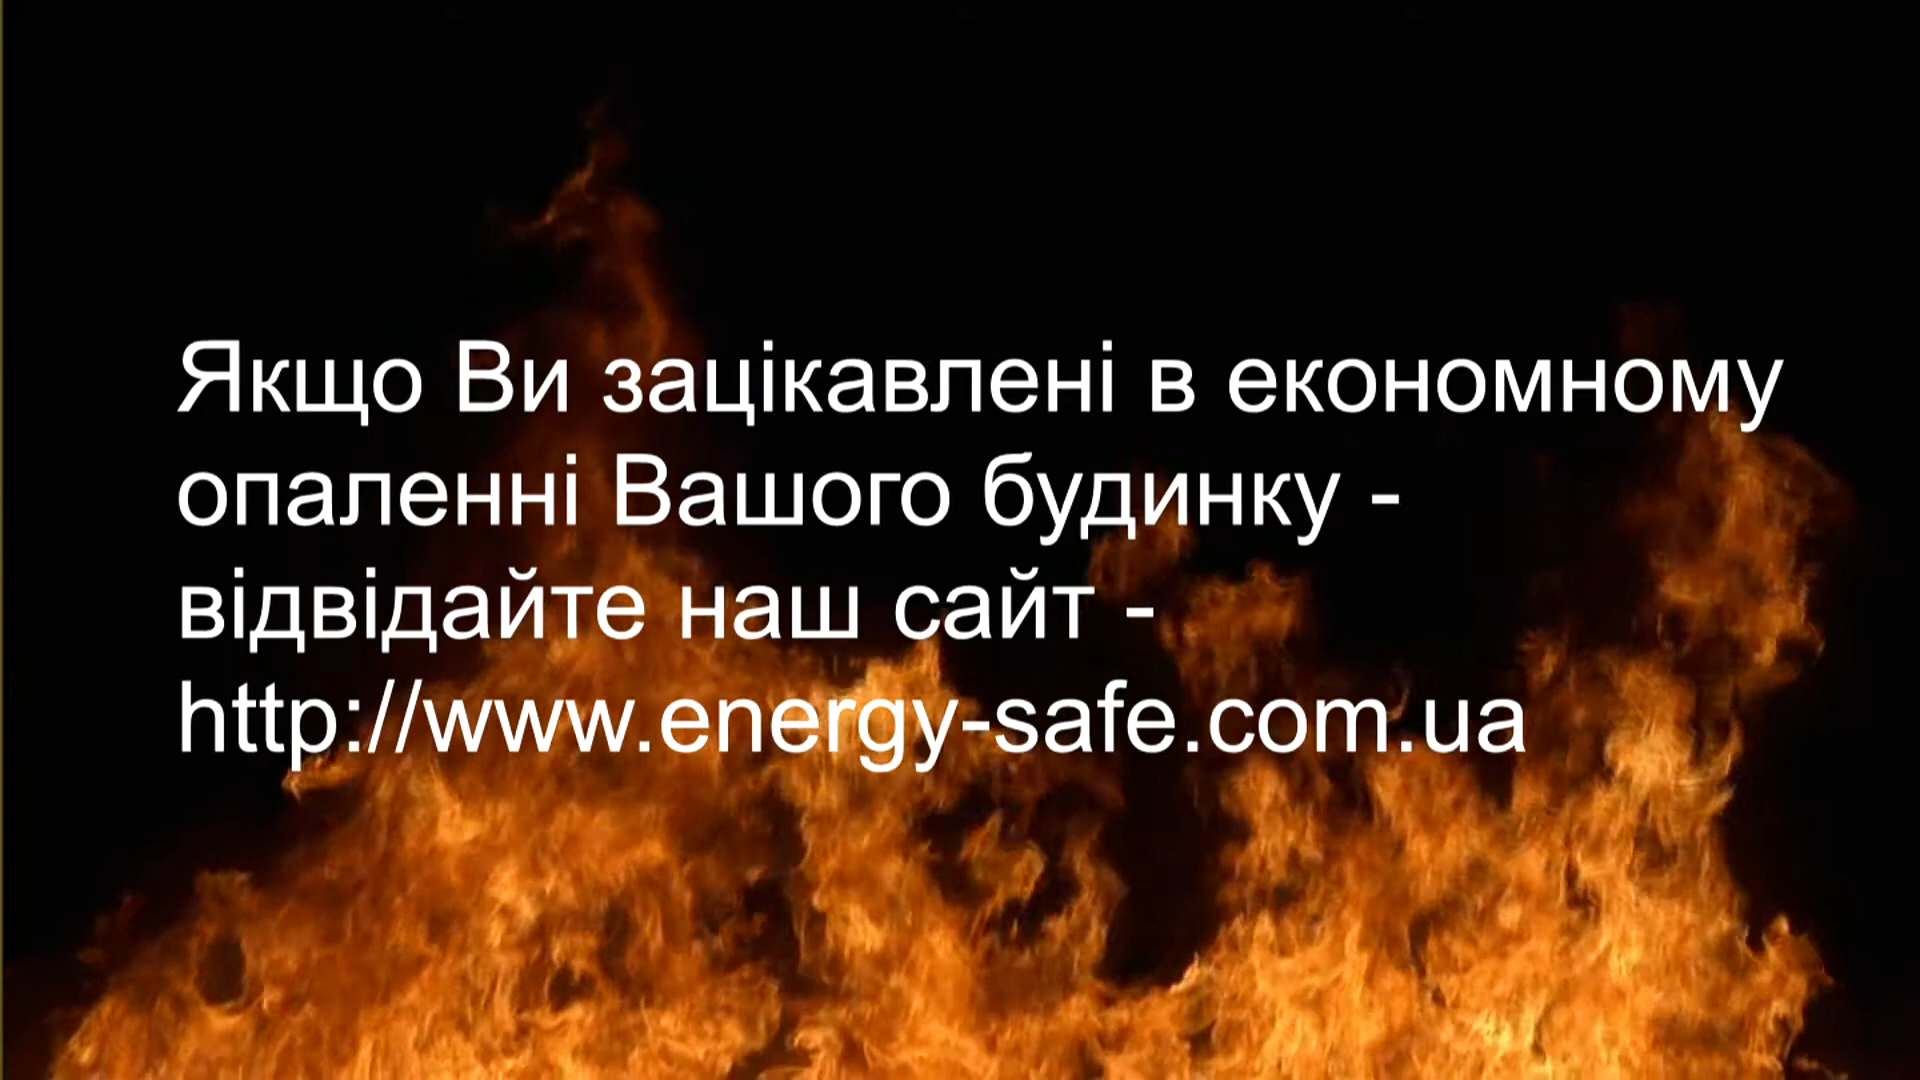 Якщо Ви зацікавлені в економному
опаленні Вашого будинку -
відвідайте наш сайт -
http://www.energy-safe.com.ua